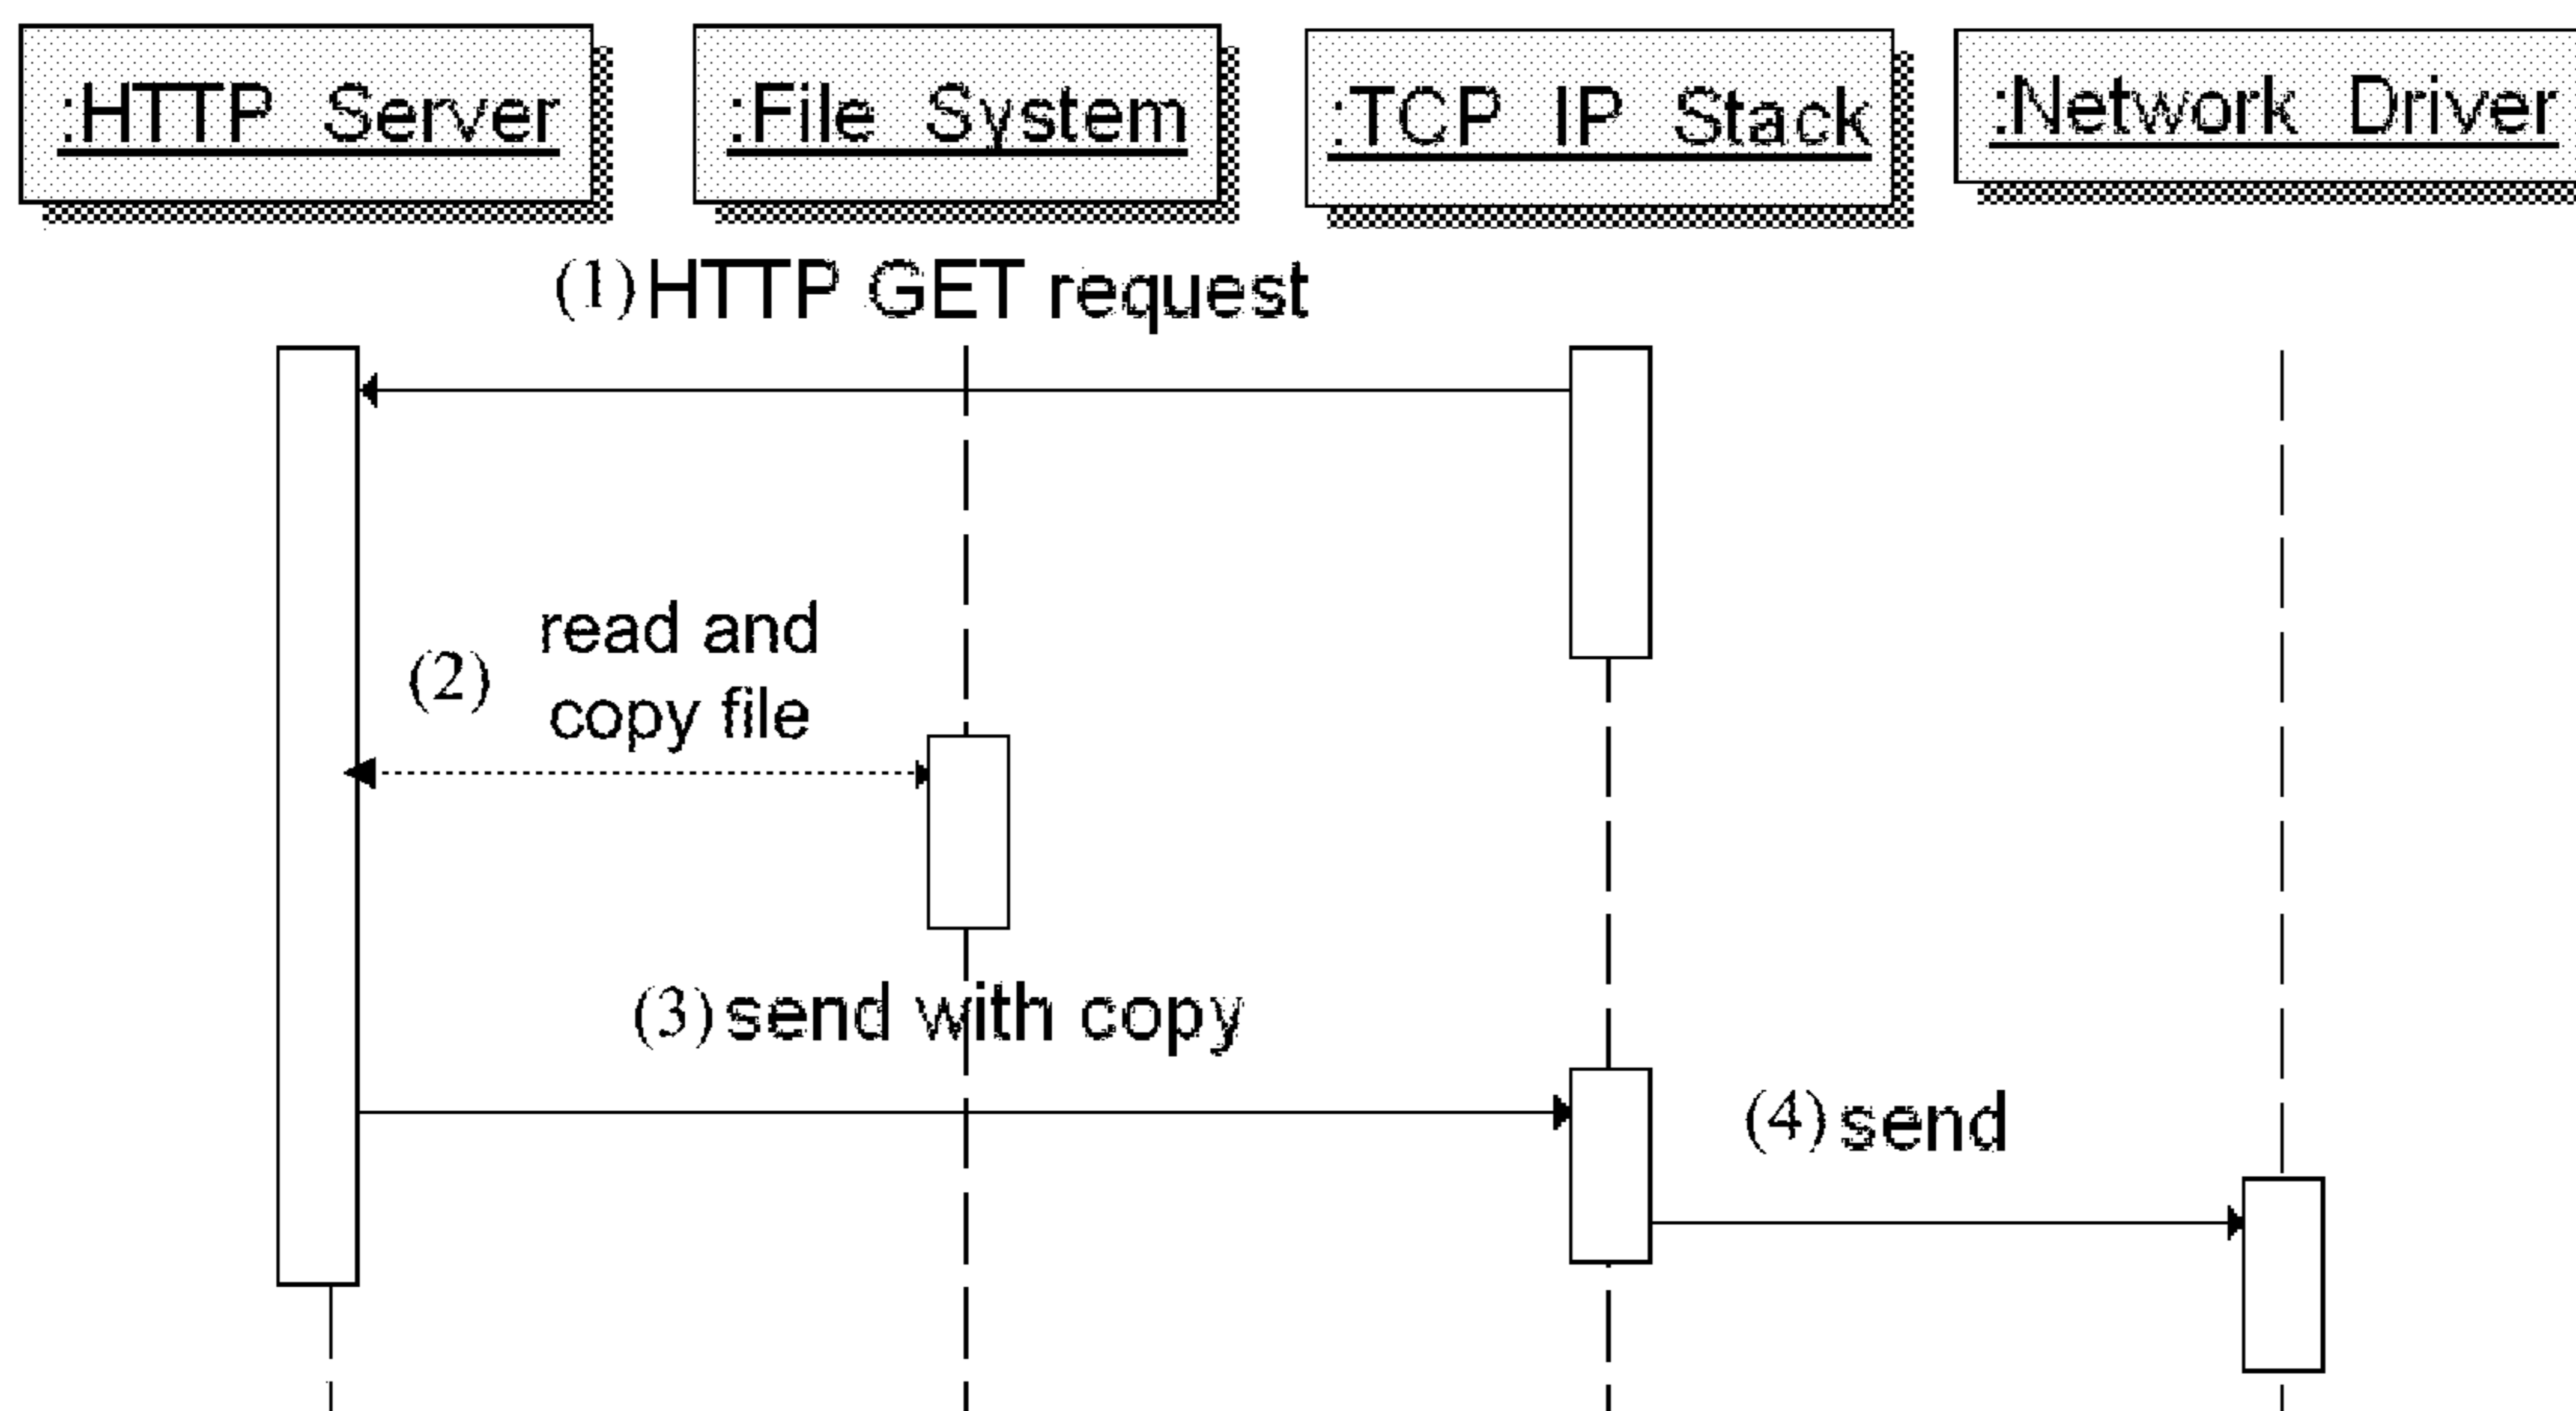 :HTTP Server
:File System
:TCP IP Stack
:Network Driver
(1) HTTP GET request
(2) read and
copy file
(3) send with copy
(4) send